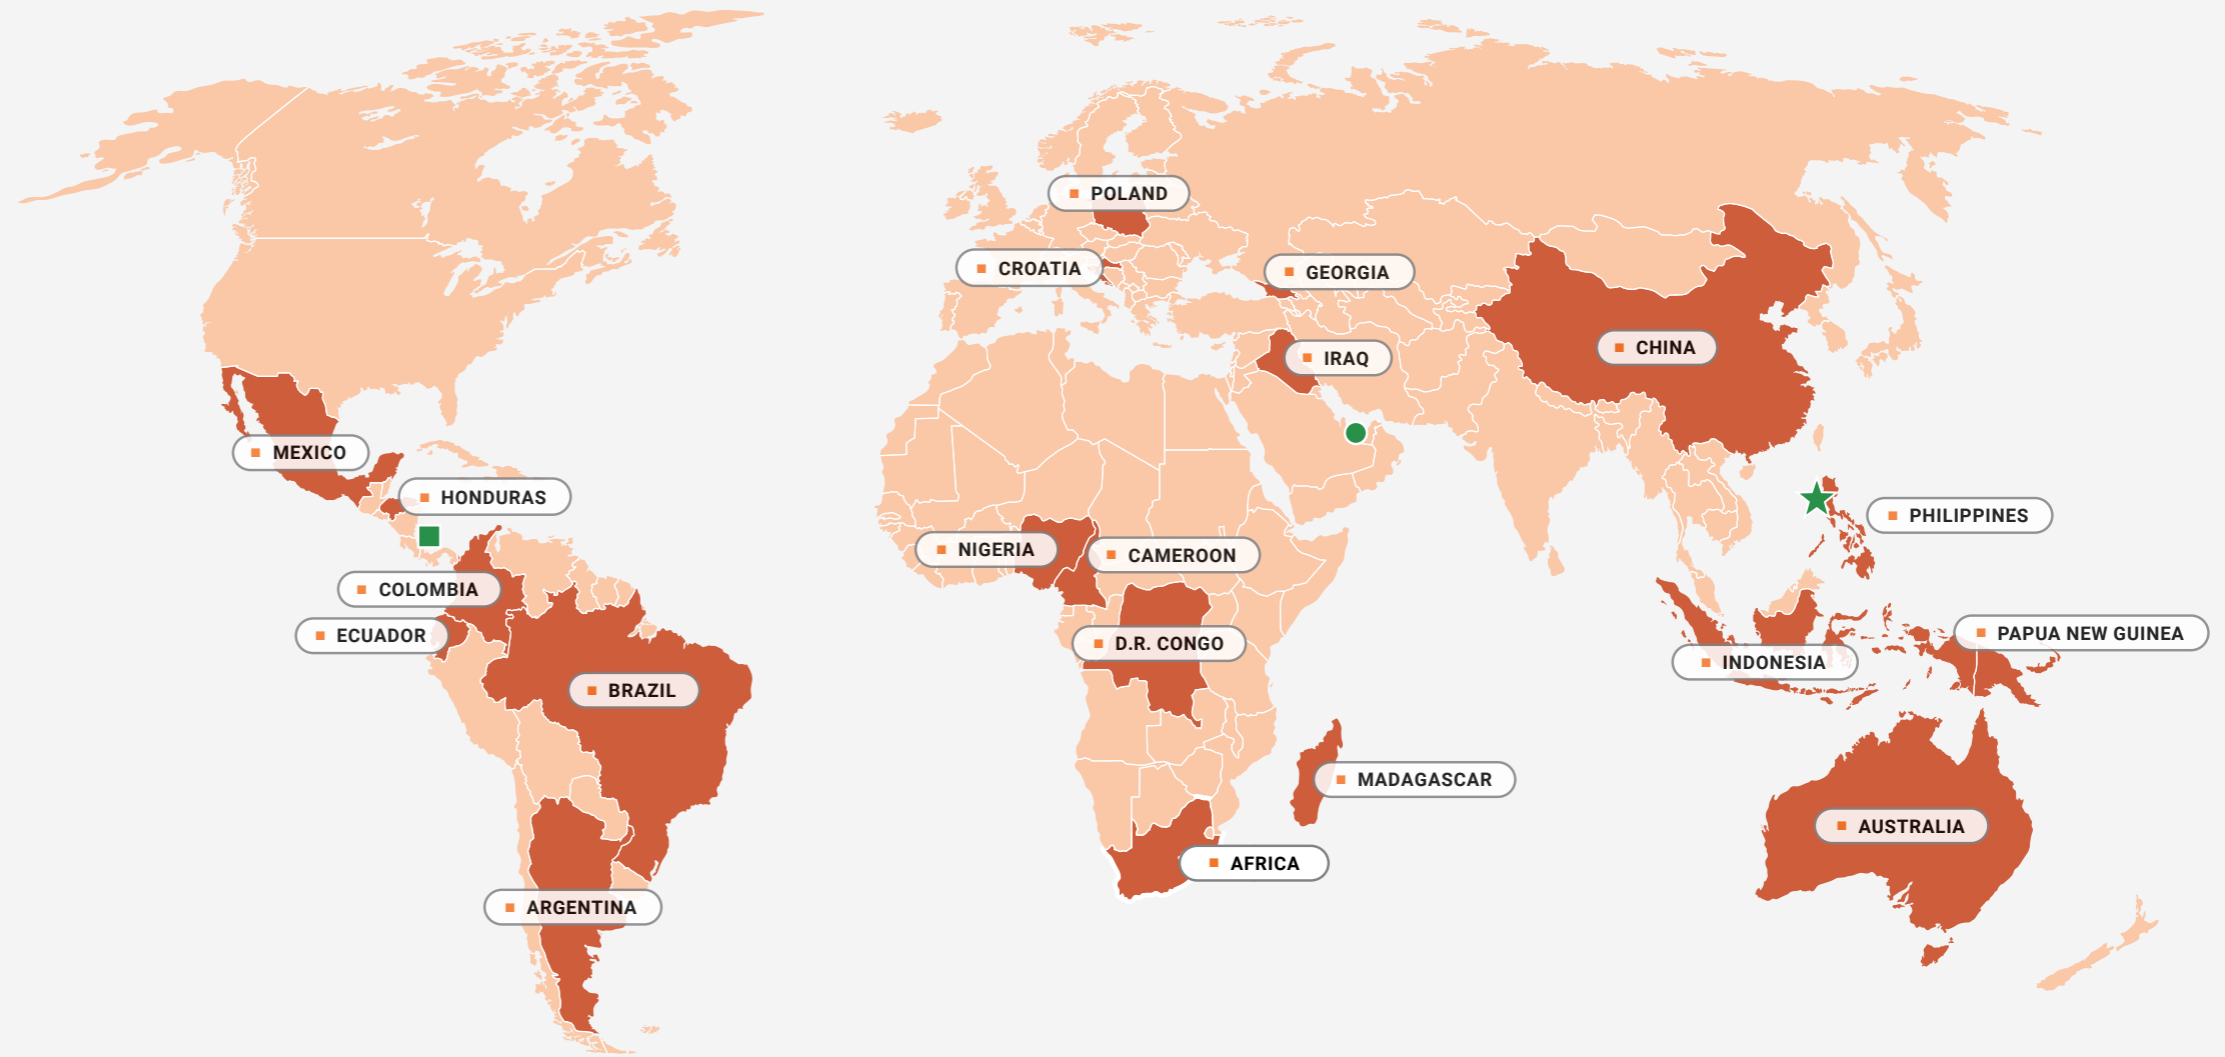 POLAND
CROATIA
GEORGIA
CHINA
IRAQ
MEXICO
HONDURAS
PHILIPPINES
NIGERIA
CAMEROON
COLOMBIA
ECUADOR
D.R. CONGO
PAPUA NEW GUINEA
INDONESIA
BRAZIL
MADAGASCAR
AUSTRALIA
AFRICA
ARGENTINA